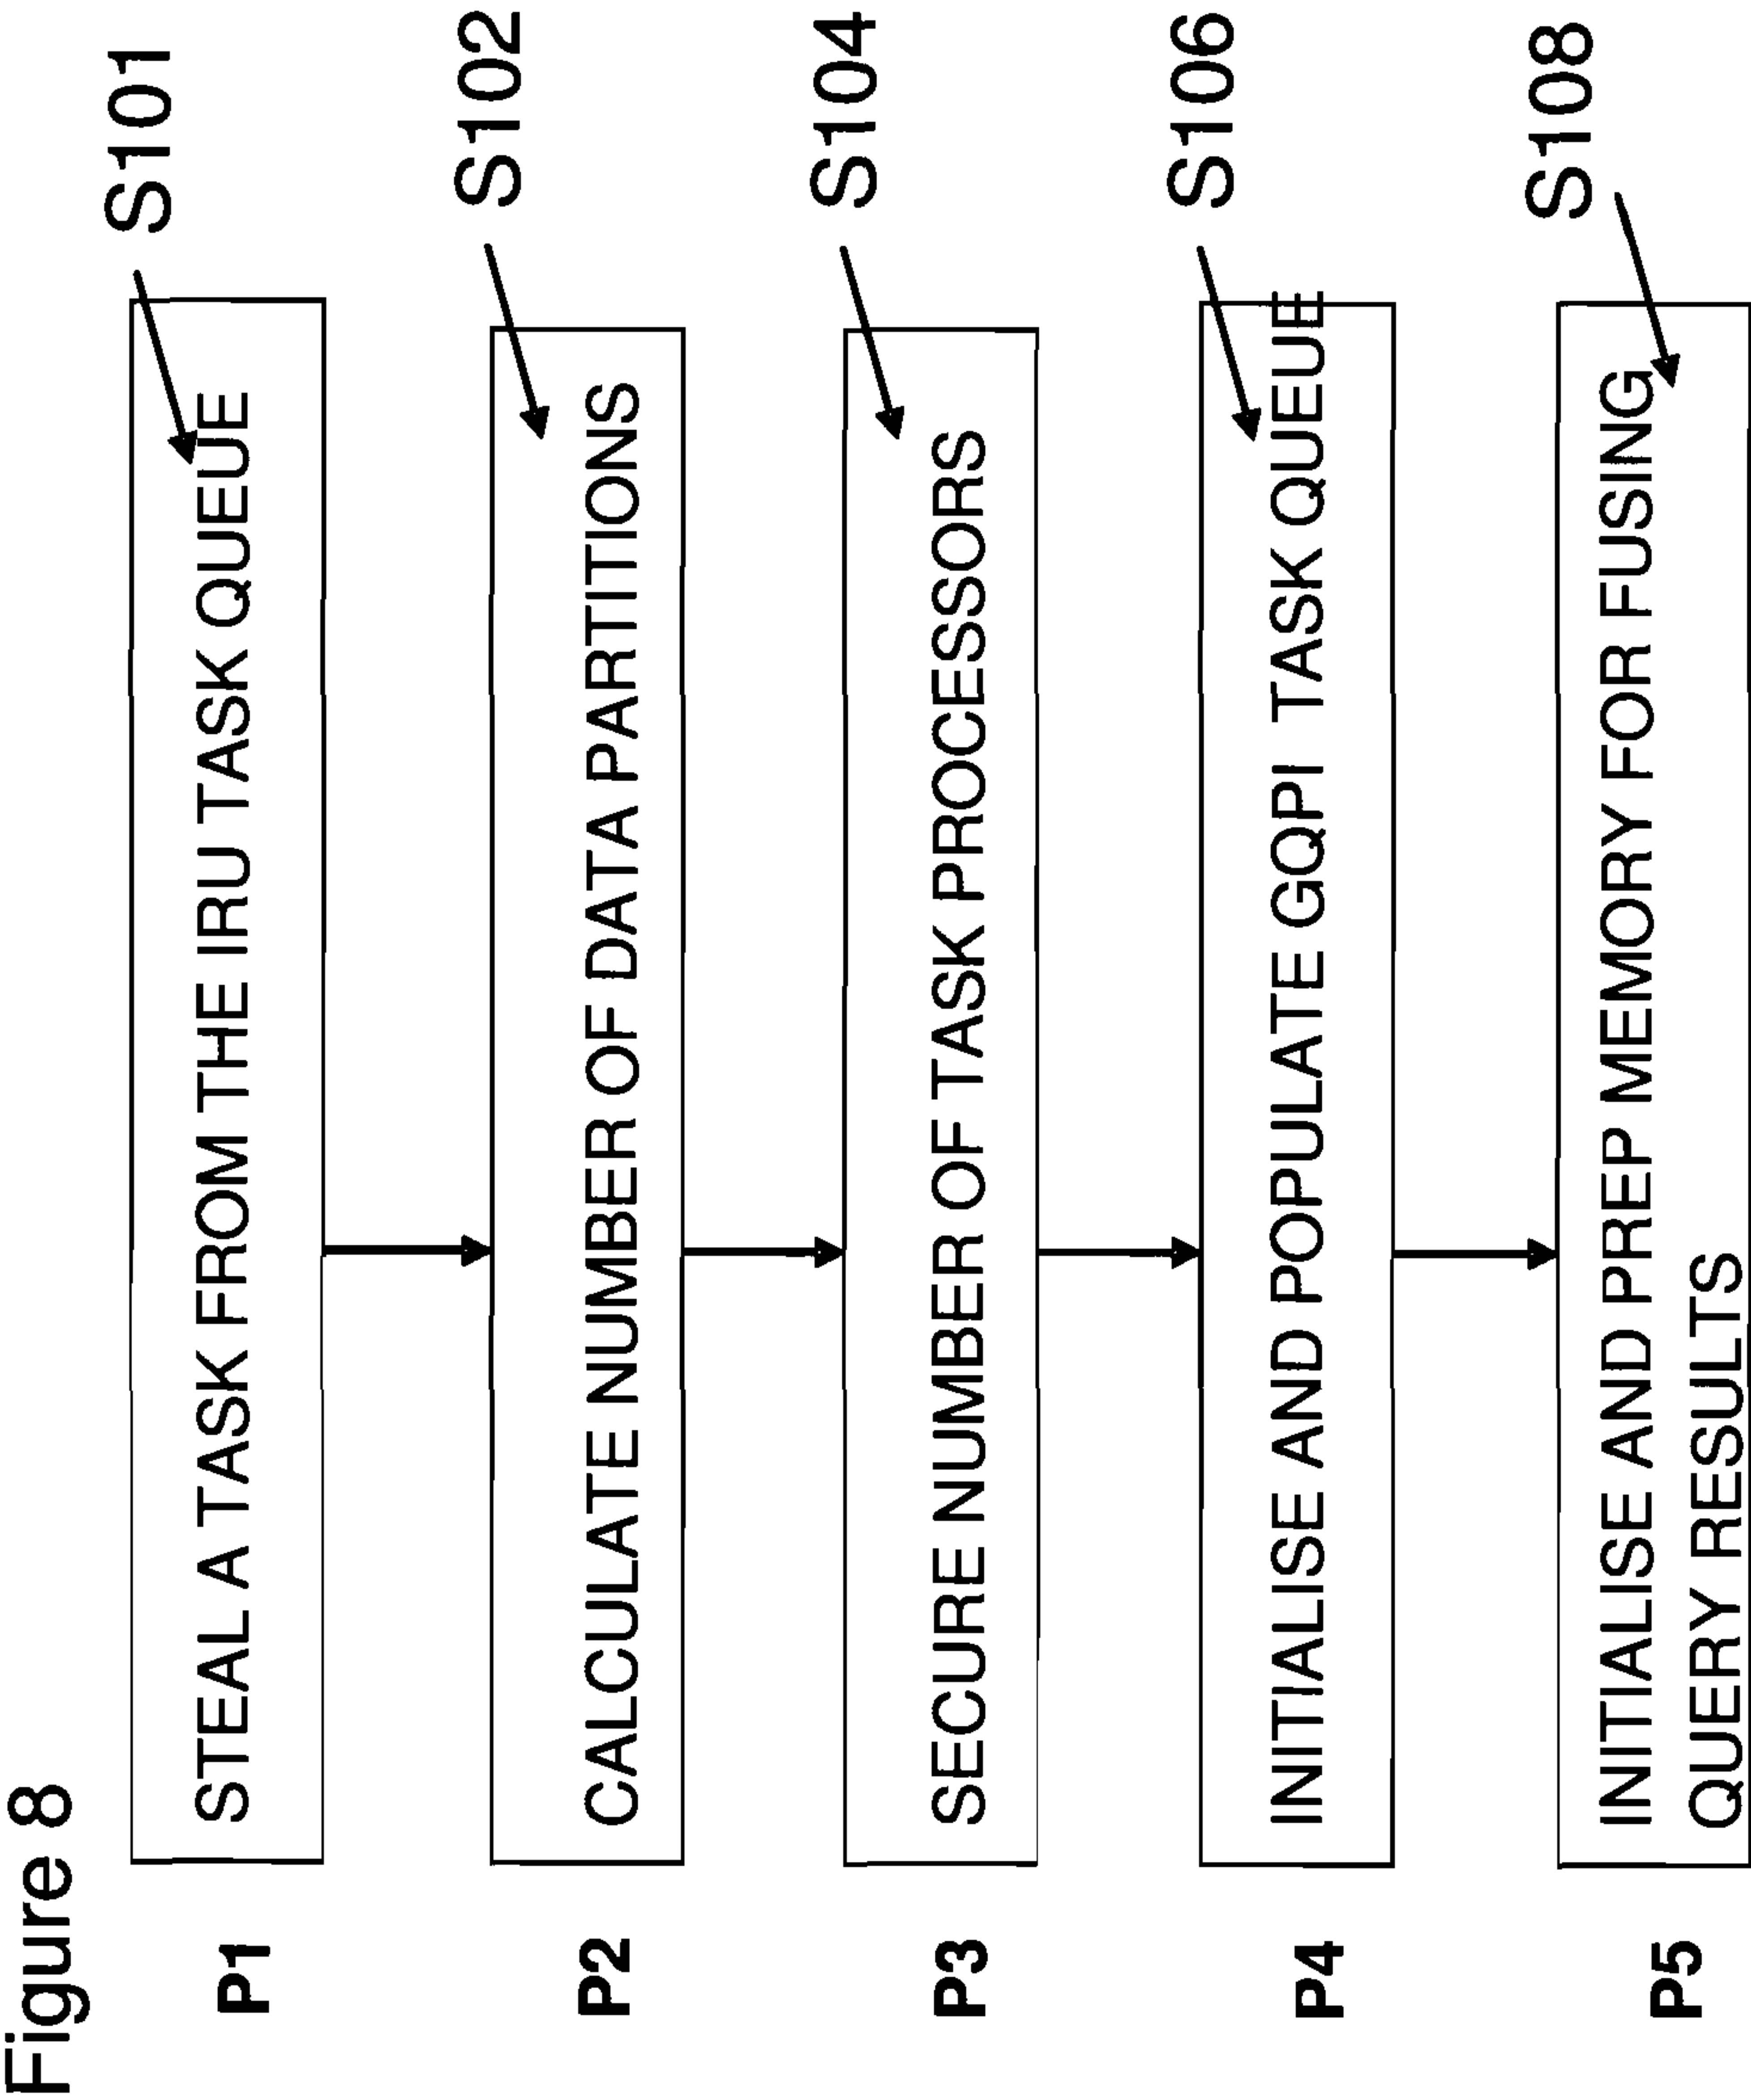 Figure 8
P1
STEAL A TASK FROM THE IRU TASK QUEUE
S101
P2
CALCULATE NUMBER OF DATA PARTITIONS
S102
P3
SECURE NUMBER OF TASK PROCESSORS
S104
P4
INITIALISE AND POPULATE GQPI TASK QUEUE
S106
P5
INITIALISE AND PREP MEMORY FOR FUSING
QUERY RESULTS
S108